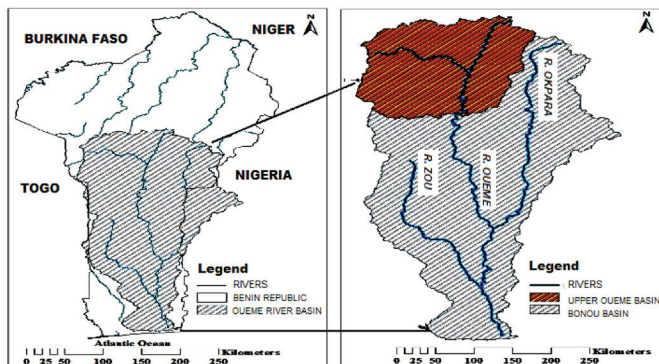 BURKINA FASO
NIGER
N
TOGO
NIGERIA
Legend
RIVERS
BENIN REPUBLIC
OUEME RIVER BASIN
Atlantic Ocean
0 25 50 100 150 200 250
Kilometers
N
R. OKPARA
R. OUEME
R. ZOU
Legend
RIVERS
UPPER OUEME BASIN
BONOU BASIN
0 25 50 100 150 200 250
Kilometers